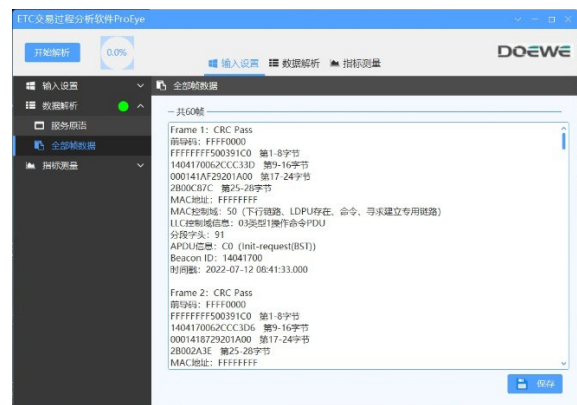 ETC交易过程分析软件ProEye
开始解析
0.0%
输入设置 数据解析 指标测量
DOEWE
输入设置
数据解析
服务原语
全部帧数据
指标测量
全部帧数据
共60帧
Frame 1: CRC Pass
前导码: FFFF0000
FFFFFFFF500391C0 第1-8字节
1404170062CCC33D 第9-16字节
000141AF29201A00 第17-24字节
2B00C87C 第25-28字节
MAC地址: FFFFFFFF
MAC控制域: 50 (下行链路、LDPU存在、命令、寻求建立专用链路)
LLC控制域信息: 03类型1操作命令PDU
分段字头: 91
APDU信息: C0 (Init-request(BST))
Beacon ID: 14041700
时间戳: 2022-07-12 08:41:33.000
Frame 2: CRC Pass
前导码: FFFF0000
FFFFFFFF500391C0 第1-8字节
1404170062CCC3D6 第9-16字节
0001418729201A00 第17-24字节
2B002A3E 第25-28字节
MAC地址: FFFFFFFF
保存